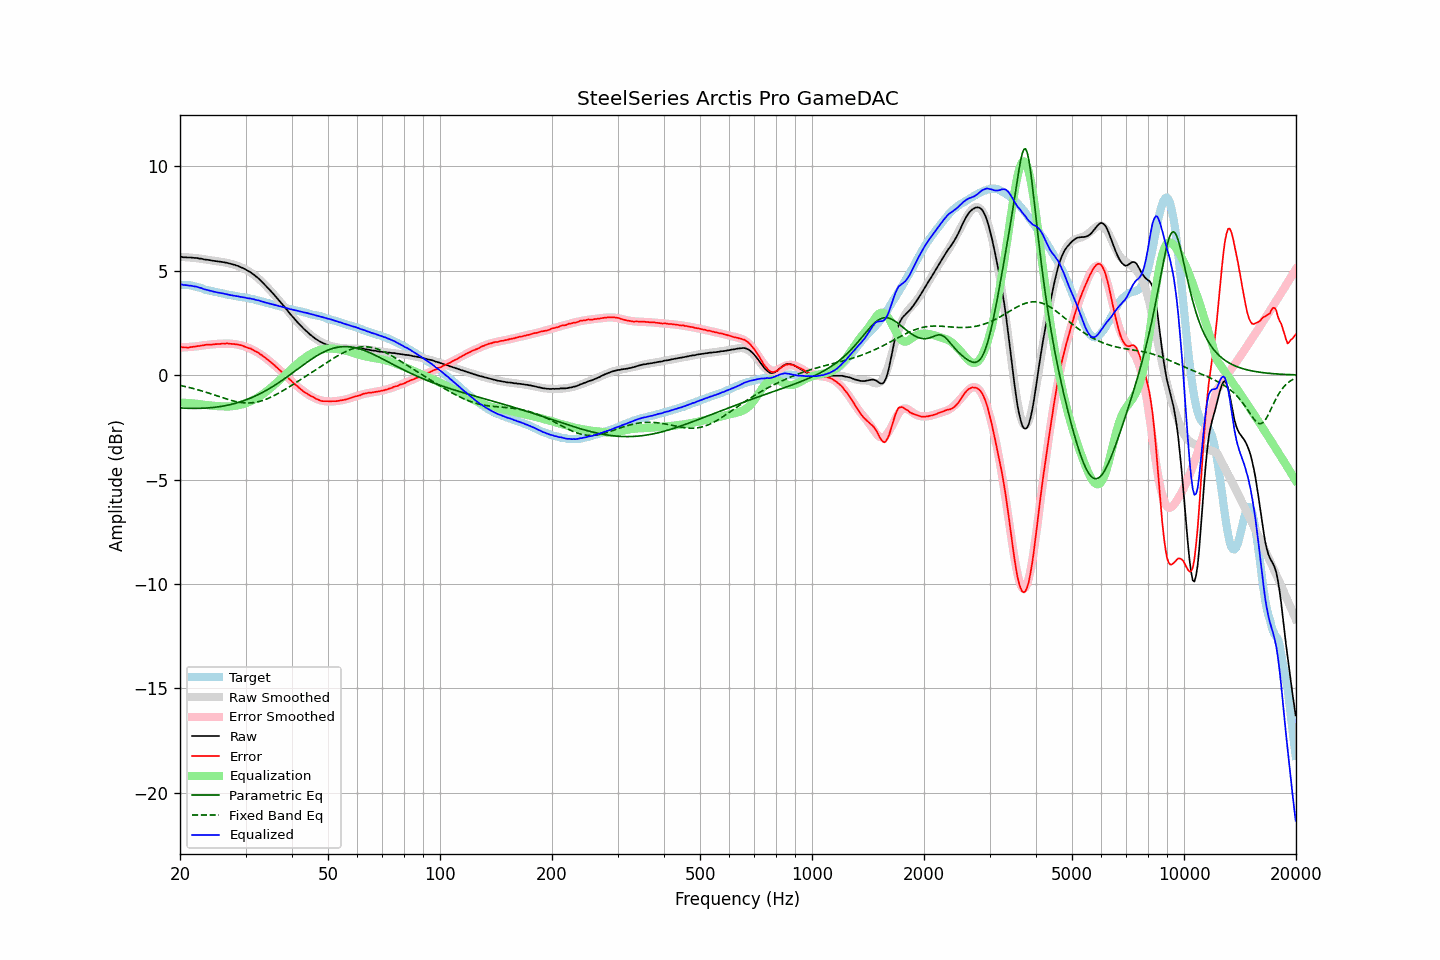 SteelSeries Arctis Pro GameDAC
Amplitude (dBr)
10
5
0
−5
−10
−15
−20
Target
Raw Smoothed
Error Smoothed
Raw
Error
Equalization
Parametric Eq
Fixed Band Eq
Equalized
20
50
100
200
500
1000
2000
5000
10000
20000
Frequency (Hz)